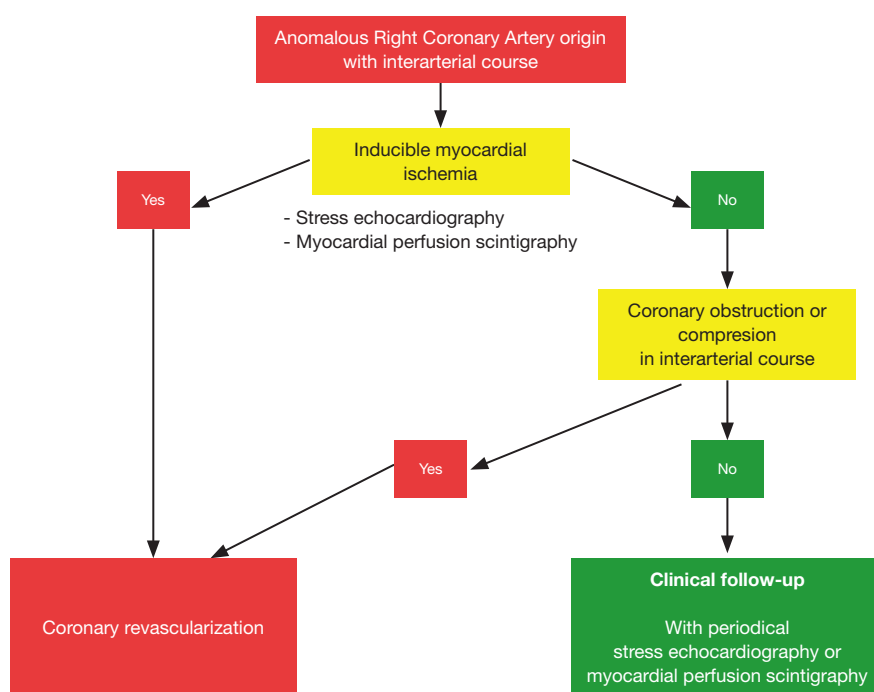 Anomalous Right Coronary Artery origin
with interarterial course
Inducible myocardial
ischemia
Yes
No
- Stress echocardiography
- Myocardial perfusion scintigraphy
Coronary obstruction or
compresion
in interarterial course
Yes
No
Coronary revascularization
Clinical follow-up
With periodical
stress echocardiography or
myocardial perfusion scintigraphy